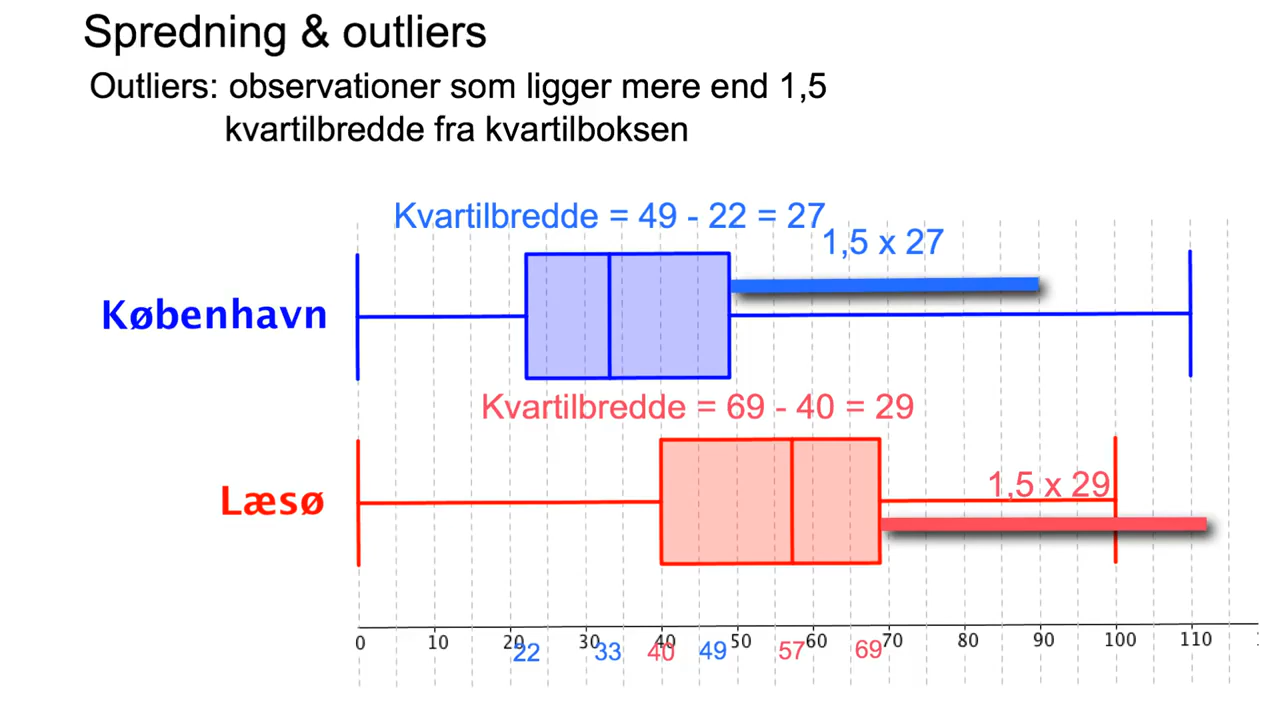 Spredning & outliers
Outliers: observationer som ligger mere end 1,5
kvartilbredde fra kvartilboksen
Kvartilbredde = 49 - 22 = 27
1,5 x 27
København
Kvartilbredde = 69 - 40 = 29
1,5 x 29
Læsø
0 10 20 30 40 50 60 70 80 90 100 110
22 33 40 49 57 69